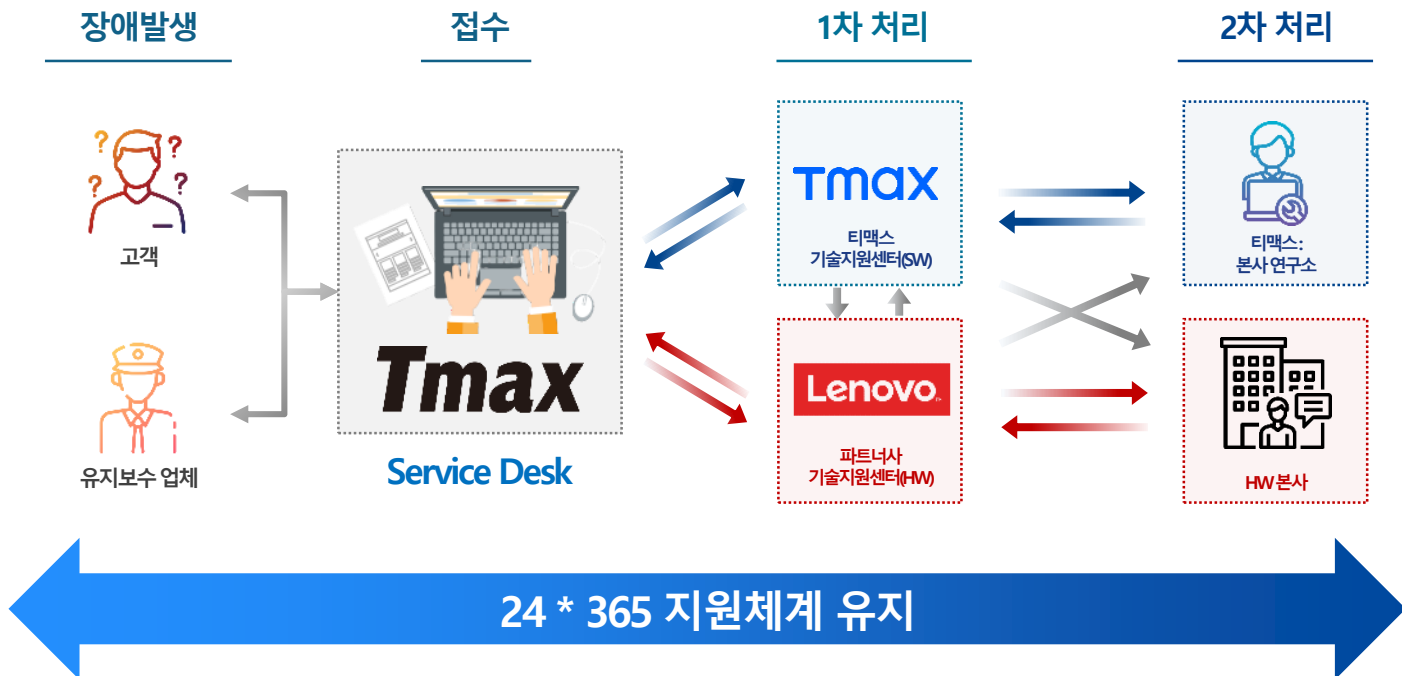 장애발생
접수
1차 처리
2차 처리
고객
유지보수 업체
Tmax
Service Desk
TMAX
티맥스
기술지원센터(SW)
Lenovo
파트너사
기술지원센터(HW)
티맥스:
본사 연구소
HW 본사
24 * 365 지원체계 유지